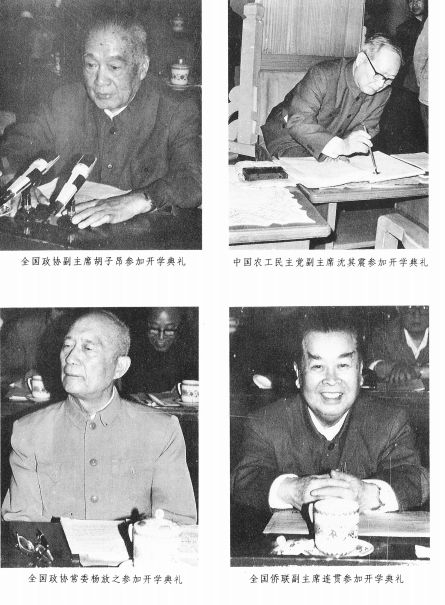 全国政协副主席胡子昂参加开学典礼
中国农工民主党副主席沈其震参加开学典礼
全国政协常委杨放之参加开学典礼
全国侨联副主席连贯参加开学典礼